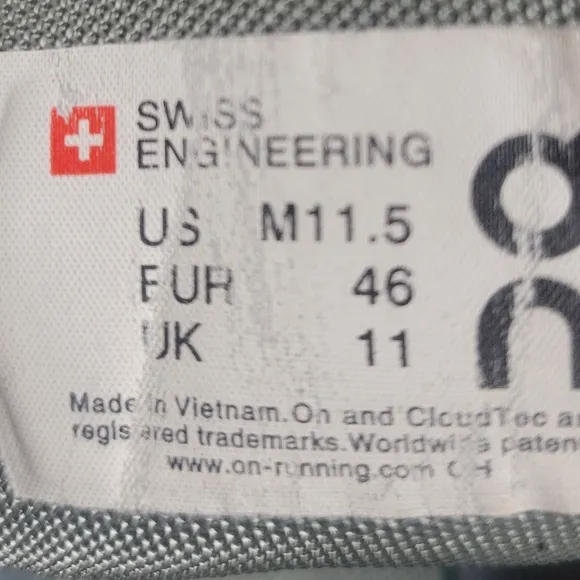 SWISS
ENGINEERING
US M11.5
EUR 46
UK 11
Made in Vietnam. On and CloudTec
registered trademarks. Worldwide paten
www.on-running.com CH
on